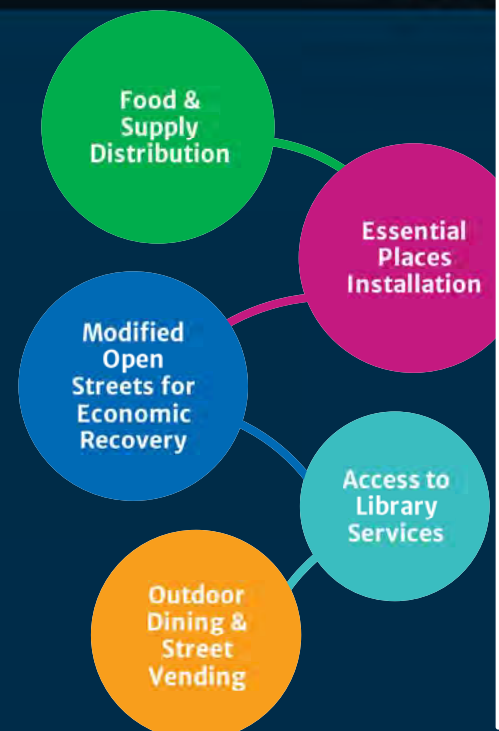 Food &
Supply
Distribution
Essential
Places
Installation
Modified
Open
Streets for
Economic
Recovery
Access to
Library
Services
Outdoor
Dining &
Street
Vending